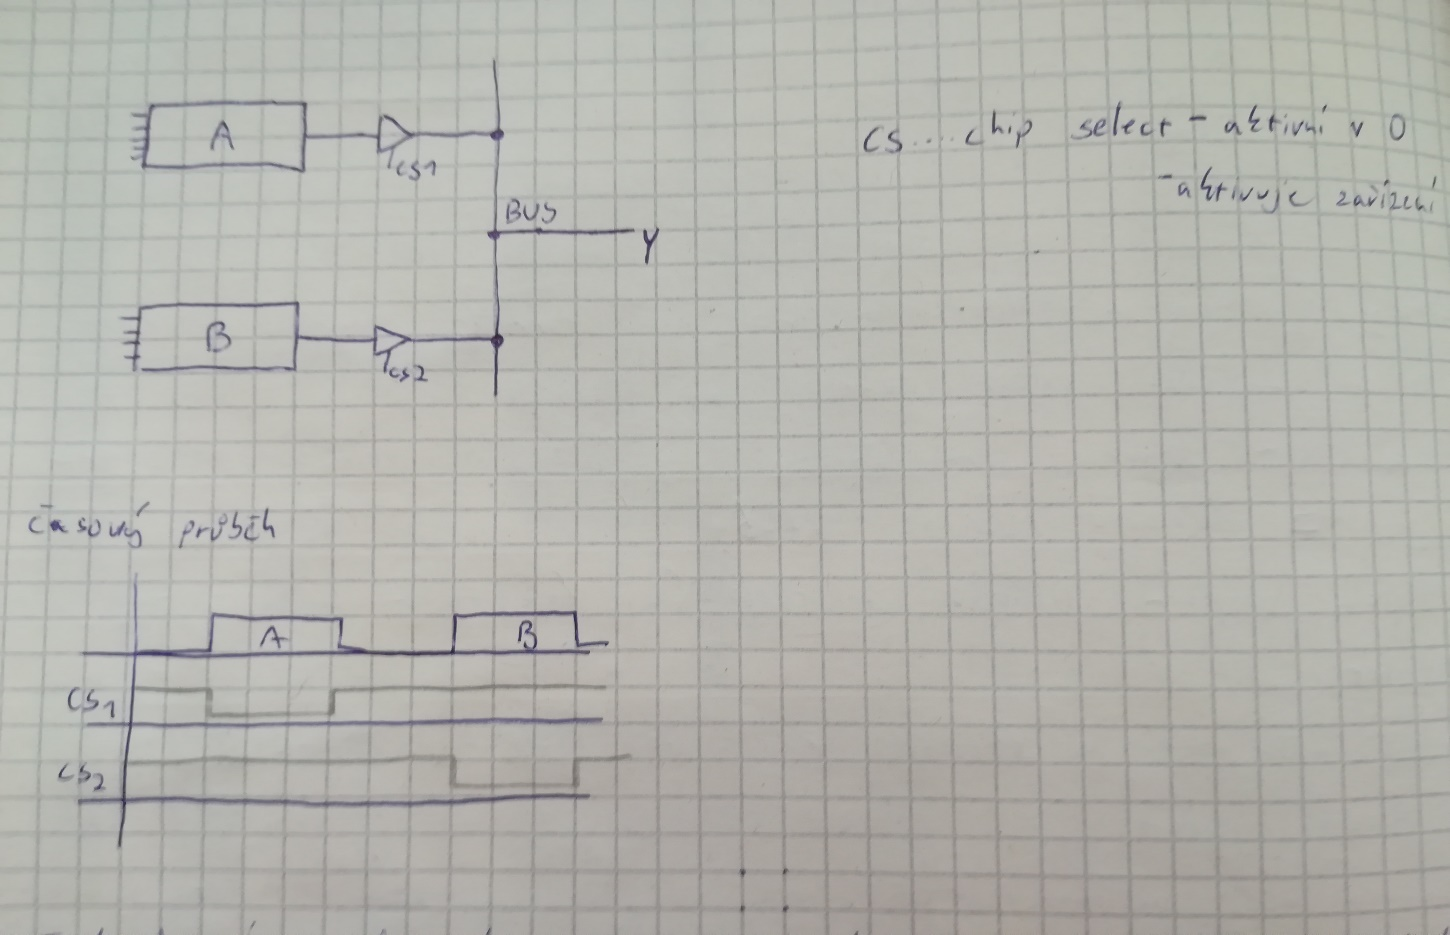 A
CS1
CS....chip select - aktivní v 0
- aktivuje zařízení
BUS
Y
B
CS2
časový průběh
A
B
CS1
CS2